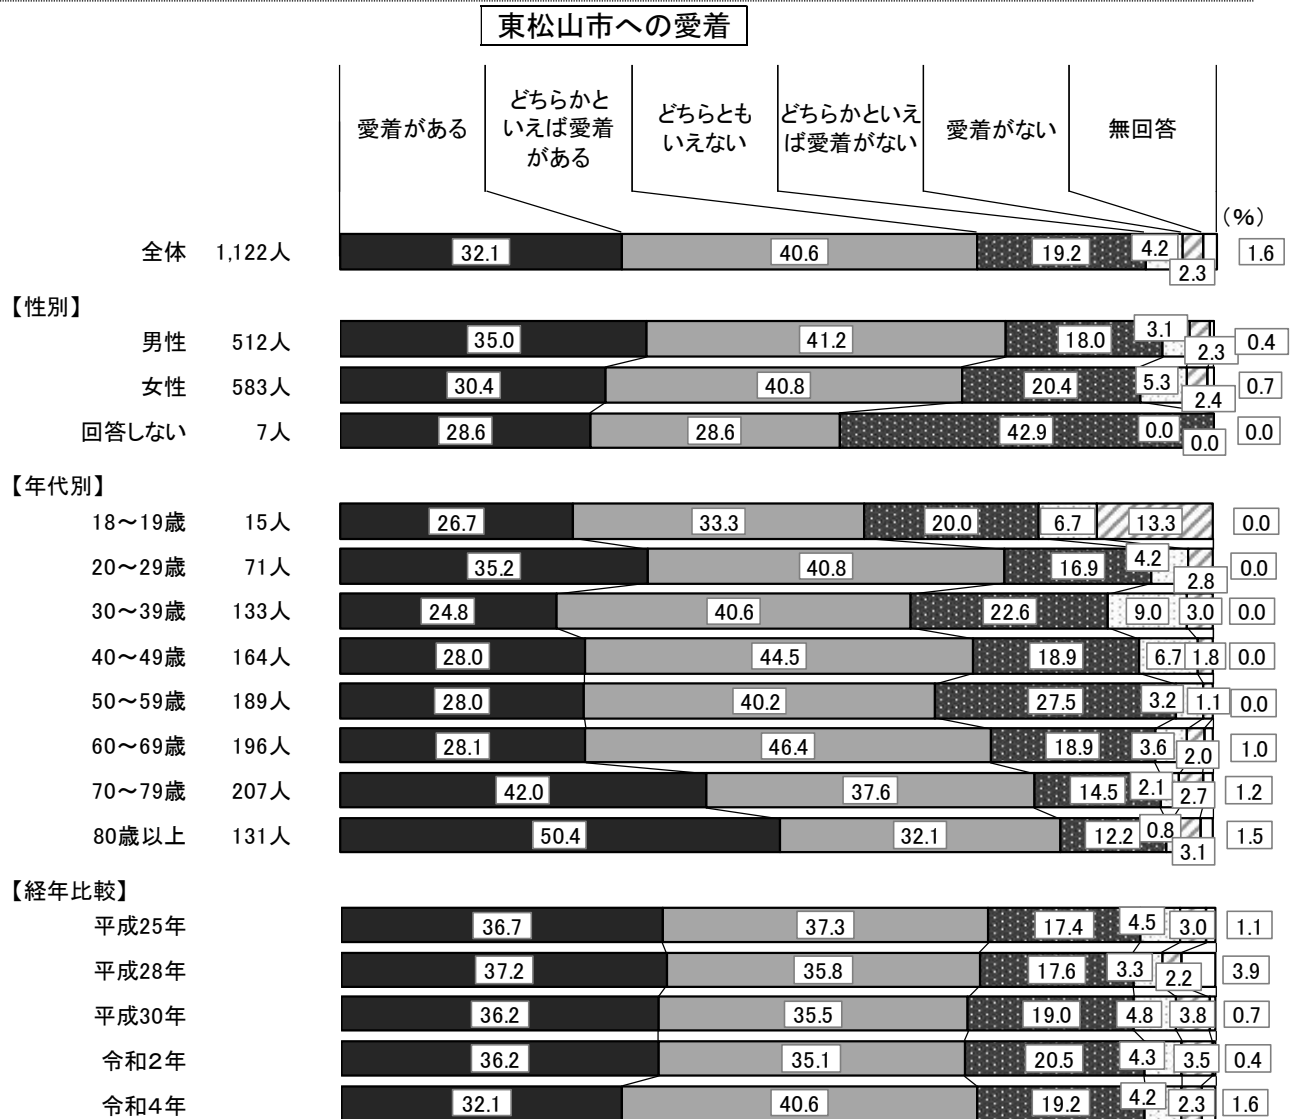 東松山市への愛着
愛着がある
どちらかと
いえば愛着
がある
どちらとも
いえない
どちらかといえ
ば愛着がない
愛着がない
無回答
(%)
全体 1,122人 32.1 40.6 19.2 4.2 2.3 1.6
【性別】
男性 512人 35.0 41.2 18.0 3.1 2.3 0.4
女性 583人 30.4 40.8 20.4 5.3 2.4 0.7
回答しない 7人 28.6 28.6 42.9 0.0 0.0 0.0
【年代別】
18～19歳 15人 26.7 33.3 20.0 6.7 13.3 0.0
20～29歳 71人 35.2 40.8 16.9 4.2 2.8 0.0
30～39歳 133人 24.8 40.6 22.6 9.0 3.0 0.0
40～49歳 164人 28.0 44.5 18.9 6.7 1.8 0.0
50～59歳 189人 28.0 40.2 27.5 3.2 1.1 0.0
60～69歳 196人 28.1 46.4 18.9 3.6 2.0 1.0
70～79歳 207人 42.0 37.6 14.5 2.1 2.7 1.2
80歳以上 131人 50.4 32.1 12.2 0.8 3.1 1.5
【経年比較】
平成25年 36.7 37.3 17.4 4.5 3.0 1.1
平成28年 37.2 35.8 17.6 3.3 2.2 3.9
平成30年 36.2 35.5 19.0 4.8 3.8 0.7
令和2年 36.2 35.1 20.5 4.3 3.5 0.4
令和4年 32.1 40.6 19.2 4.2 2.3 1.6